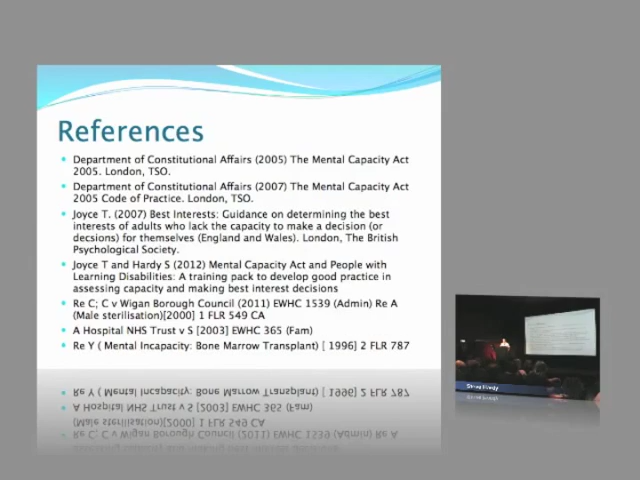 References
Department of Constitutional Affairs (2005) The Mental Capacity Act
2005. London, TSO.
Department of Constitutional Affairs (2007) The Mental Capacity Act
2005 Code of Practice. London, TSO.
Joyce T. (2007) Best Interests: Guidance on determining the best
interests of adults who lack the capacity to make a decision (or
decsions) for themselves (England and Wales). London, The British
Psychological Society.
Joyce T and Hardy S (2012) Mental Capacity Act and People with
Learning Disabilities: A training pack to develop good practice in
assessing capacity and making best interest decisions
Re C; C v Wigan Borough Council (2011) EWHC 1539 (Admin) Re A
(Male sterilisation)[2000] 1 FLR 549 CA
A Hospital NHS Trust v S [2003] EWHC 365 (Fam)
Re Y ( Mental Incapacity: Bone Marrow Transplant) [ 1996] 2 FLR 787
Steve Hardy